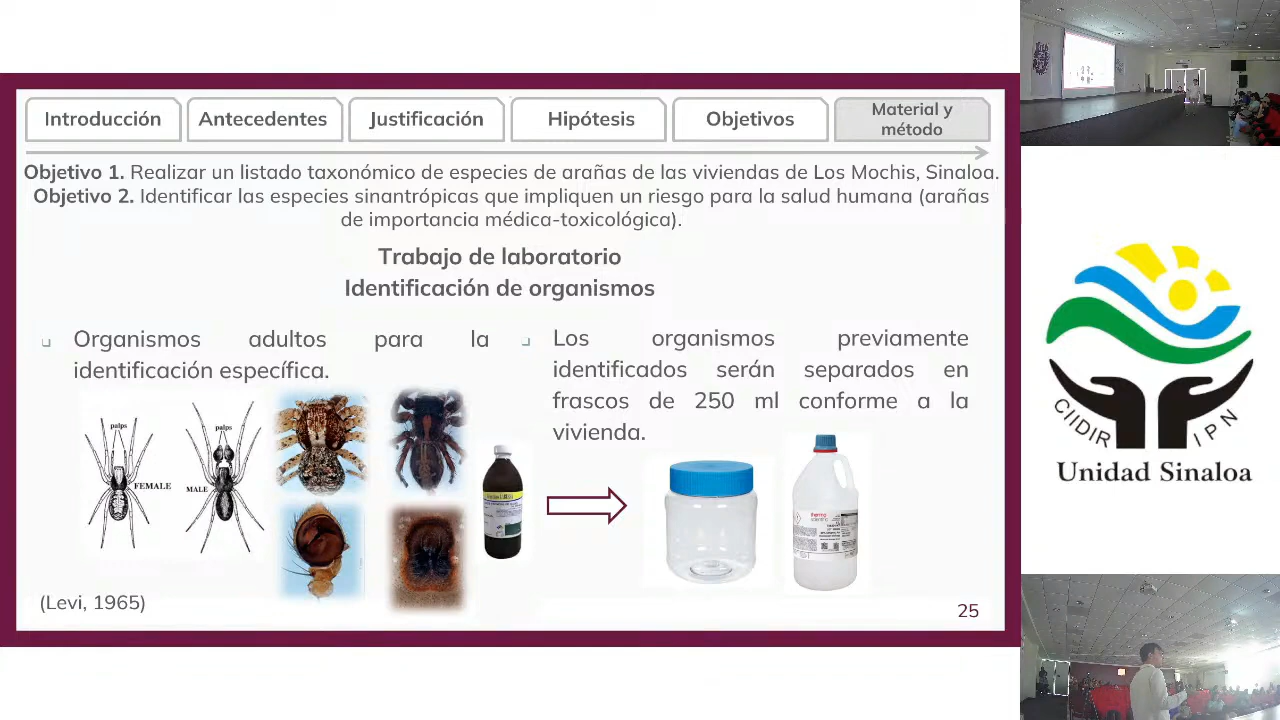 Introducción
Antecedentes
Justificación
Hipótesis
Objetivos
Material y
método
Objetivo 1. Realizar un listado taxonómico de especies de arañas de las viviendas de Los Mochis, Sinaloa.
Objetivo 2. Identificar las especies sinantrópicas que impliquen un riesgo para la salud humana (arañas
de importancia médica-toxicológica).
Trabajo de laboratorio
Identificación de organismos
❑ Organismos adultos para la
identificación específica.
❑ Los organismos previamente
identificados serán separados en
frascos de 250 ml conforme a la
vivienda.
palps
FEMALE
palps
MALE
(Levi, 1965)
25
CIIDIR IPN
Unidad Sinaloa